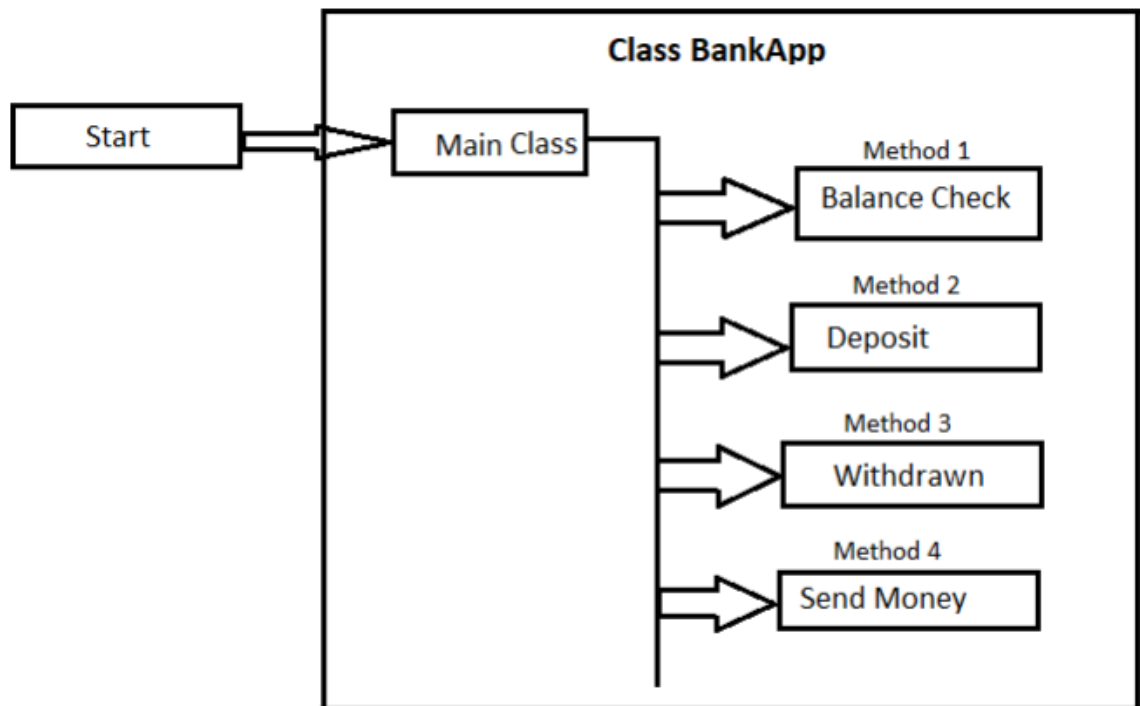 Class BankApp
Start
Main Class
Method 1
Balance Check
Method 2
Deposit
Method 3
Withdrawn
Method 4
Send Money